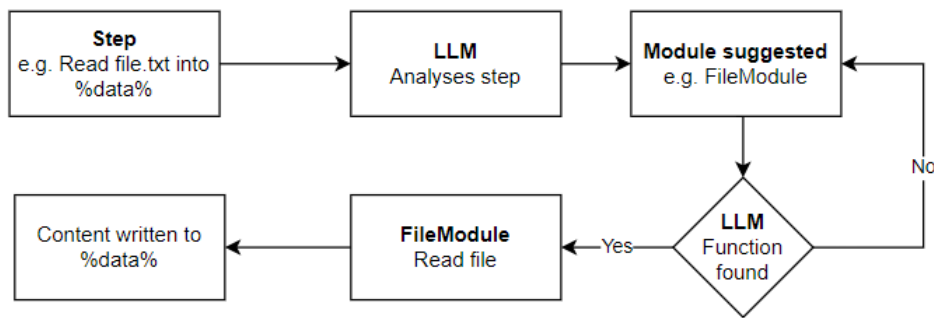 Step
e.g. Read file.txt into
%data%
LLM
Analyses step
Module suggested
e.g. FileModule
No
LLM
Function
found
Yes
FileModule
Read file
Content written to
%data%